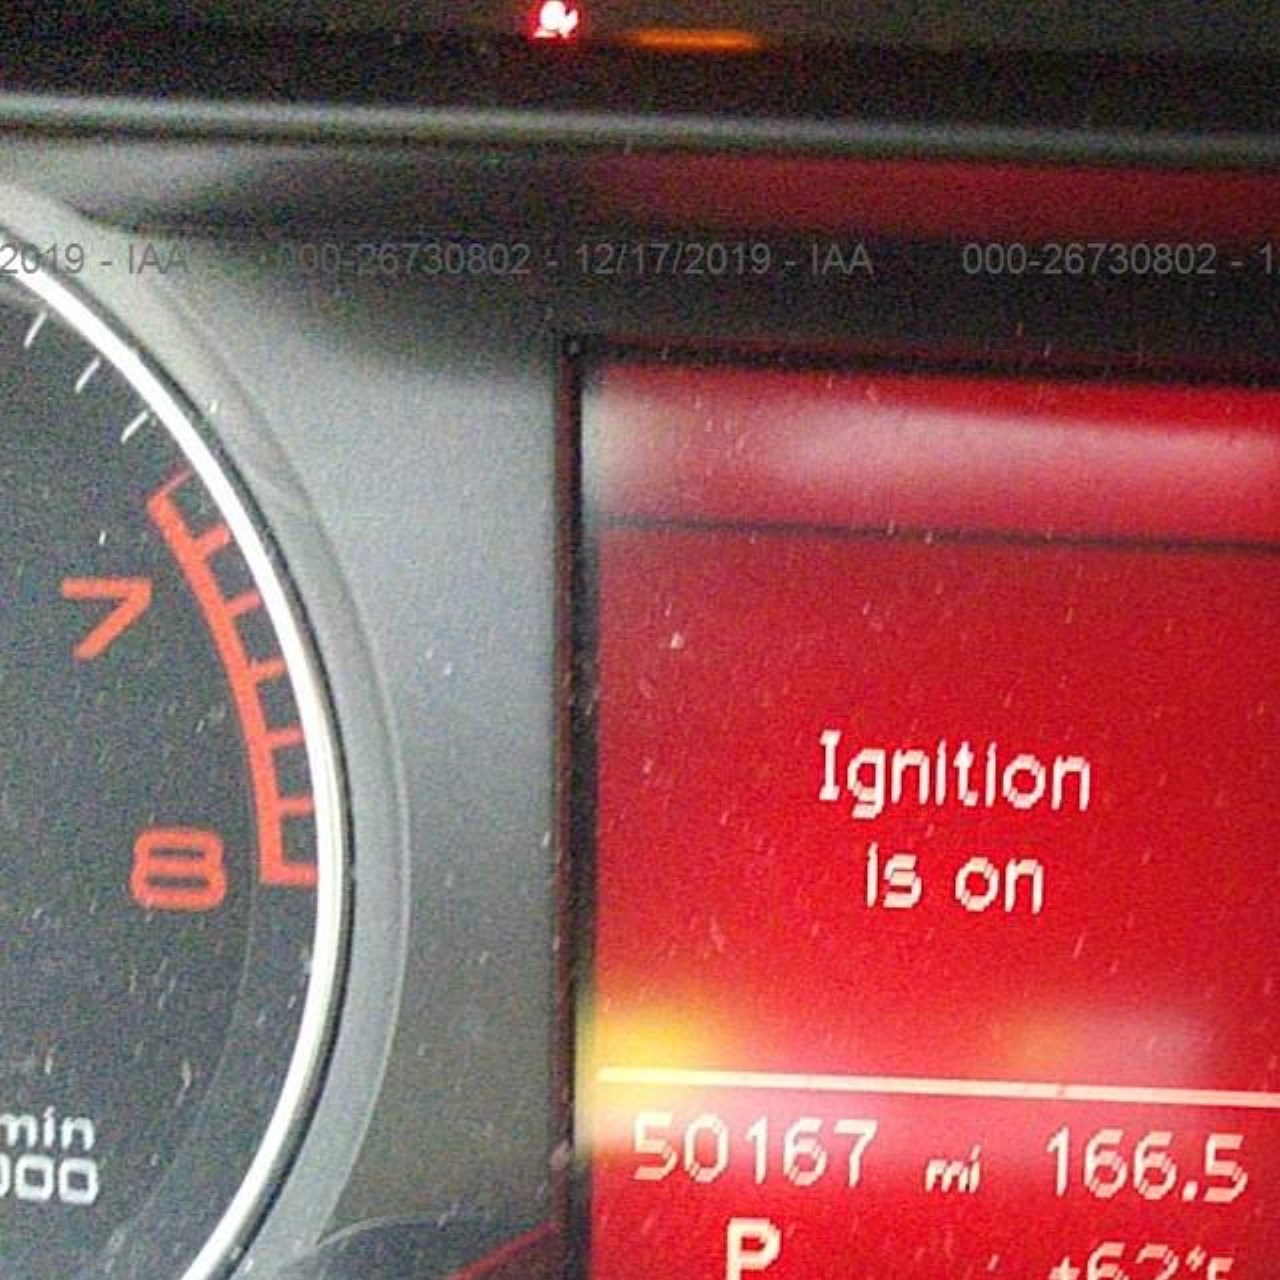 2019 - IAA 000-26730802 - 12/17/2019 - IAA 000-26730802 - 1
7
Ignition
is on
8
min
000
50167 mi 166.5
P